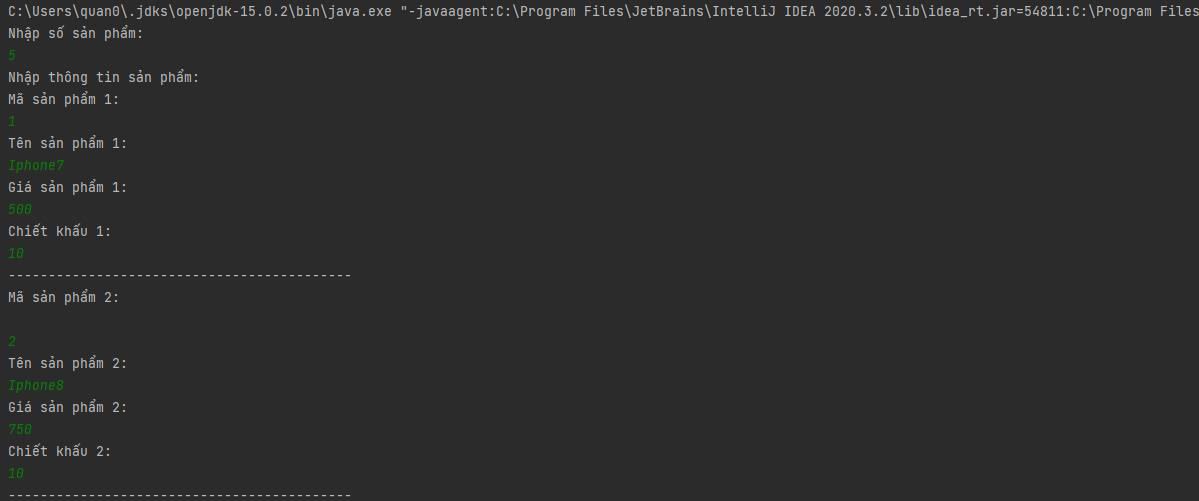 C:\Users\quan0\.jdks\openjdk-15.0.2\bin\java.exe "-javaagent:C:\Program Files\JetBrains\IntelliJ IDEA 2020.3.2\lib\idea_rt.jar=54811:C:\Program Files
Nhập số sản phẩm:
5
Nhập thông tin sản phẩm:
Mã sản phẩm 1:
1
Tên sản phẩm 1:
Iphone7
Giá sản phẩm 1:
500
Chiết khấu 1:
10
-------------------------------------------
Mã sản phẩm 2:
2
Tên sản phẩm 2:
Iphone8
Giá sản phẩm 2:
750
Chiết khấu 2:
10
-------------------------------------------